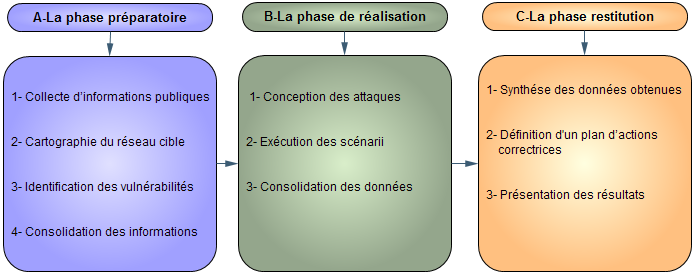 A-La phase préparatoire
1- Collecte d'informations publiques
2- Cartographie du réseau cible
3- Identification des vulnérabilités
4- Consolidation des informations
B-La phase de réalisation
1- Conception des attaques
2- Exécution des scénarii
3- Consolidation des données
C-La phase restitution
1- Synthése des données obtenues
2- Définition d'un plan d'actions
correctrices
3- Présentation des résultats